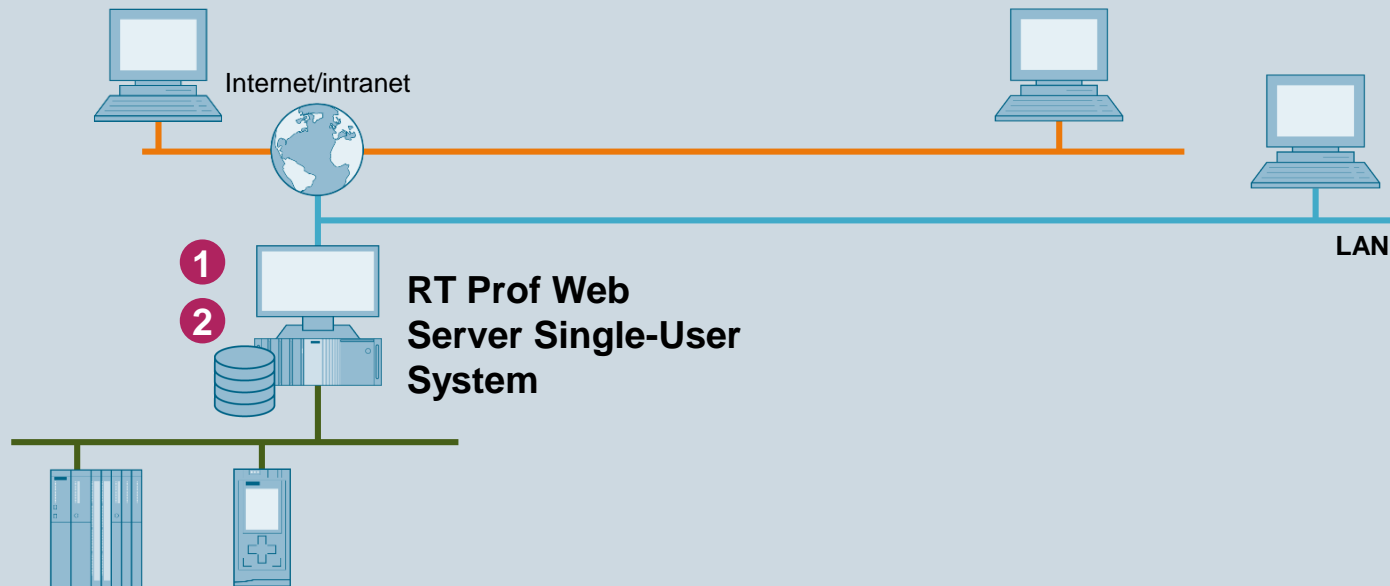 Internet/intranet
LAN
1
2
RT Prof Web
Server Single-User
System